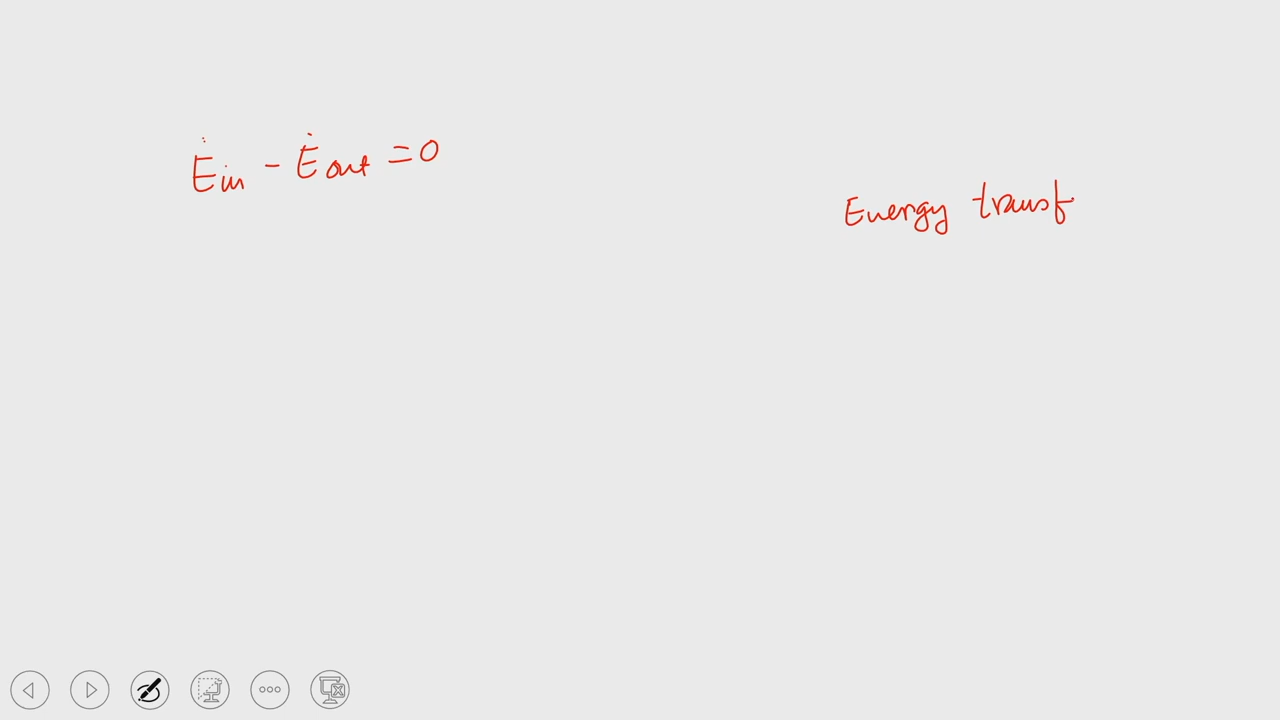 Ėin - Ėout = 0
Energy transf